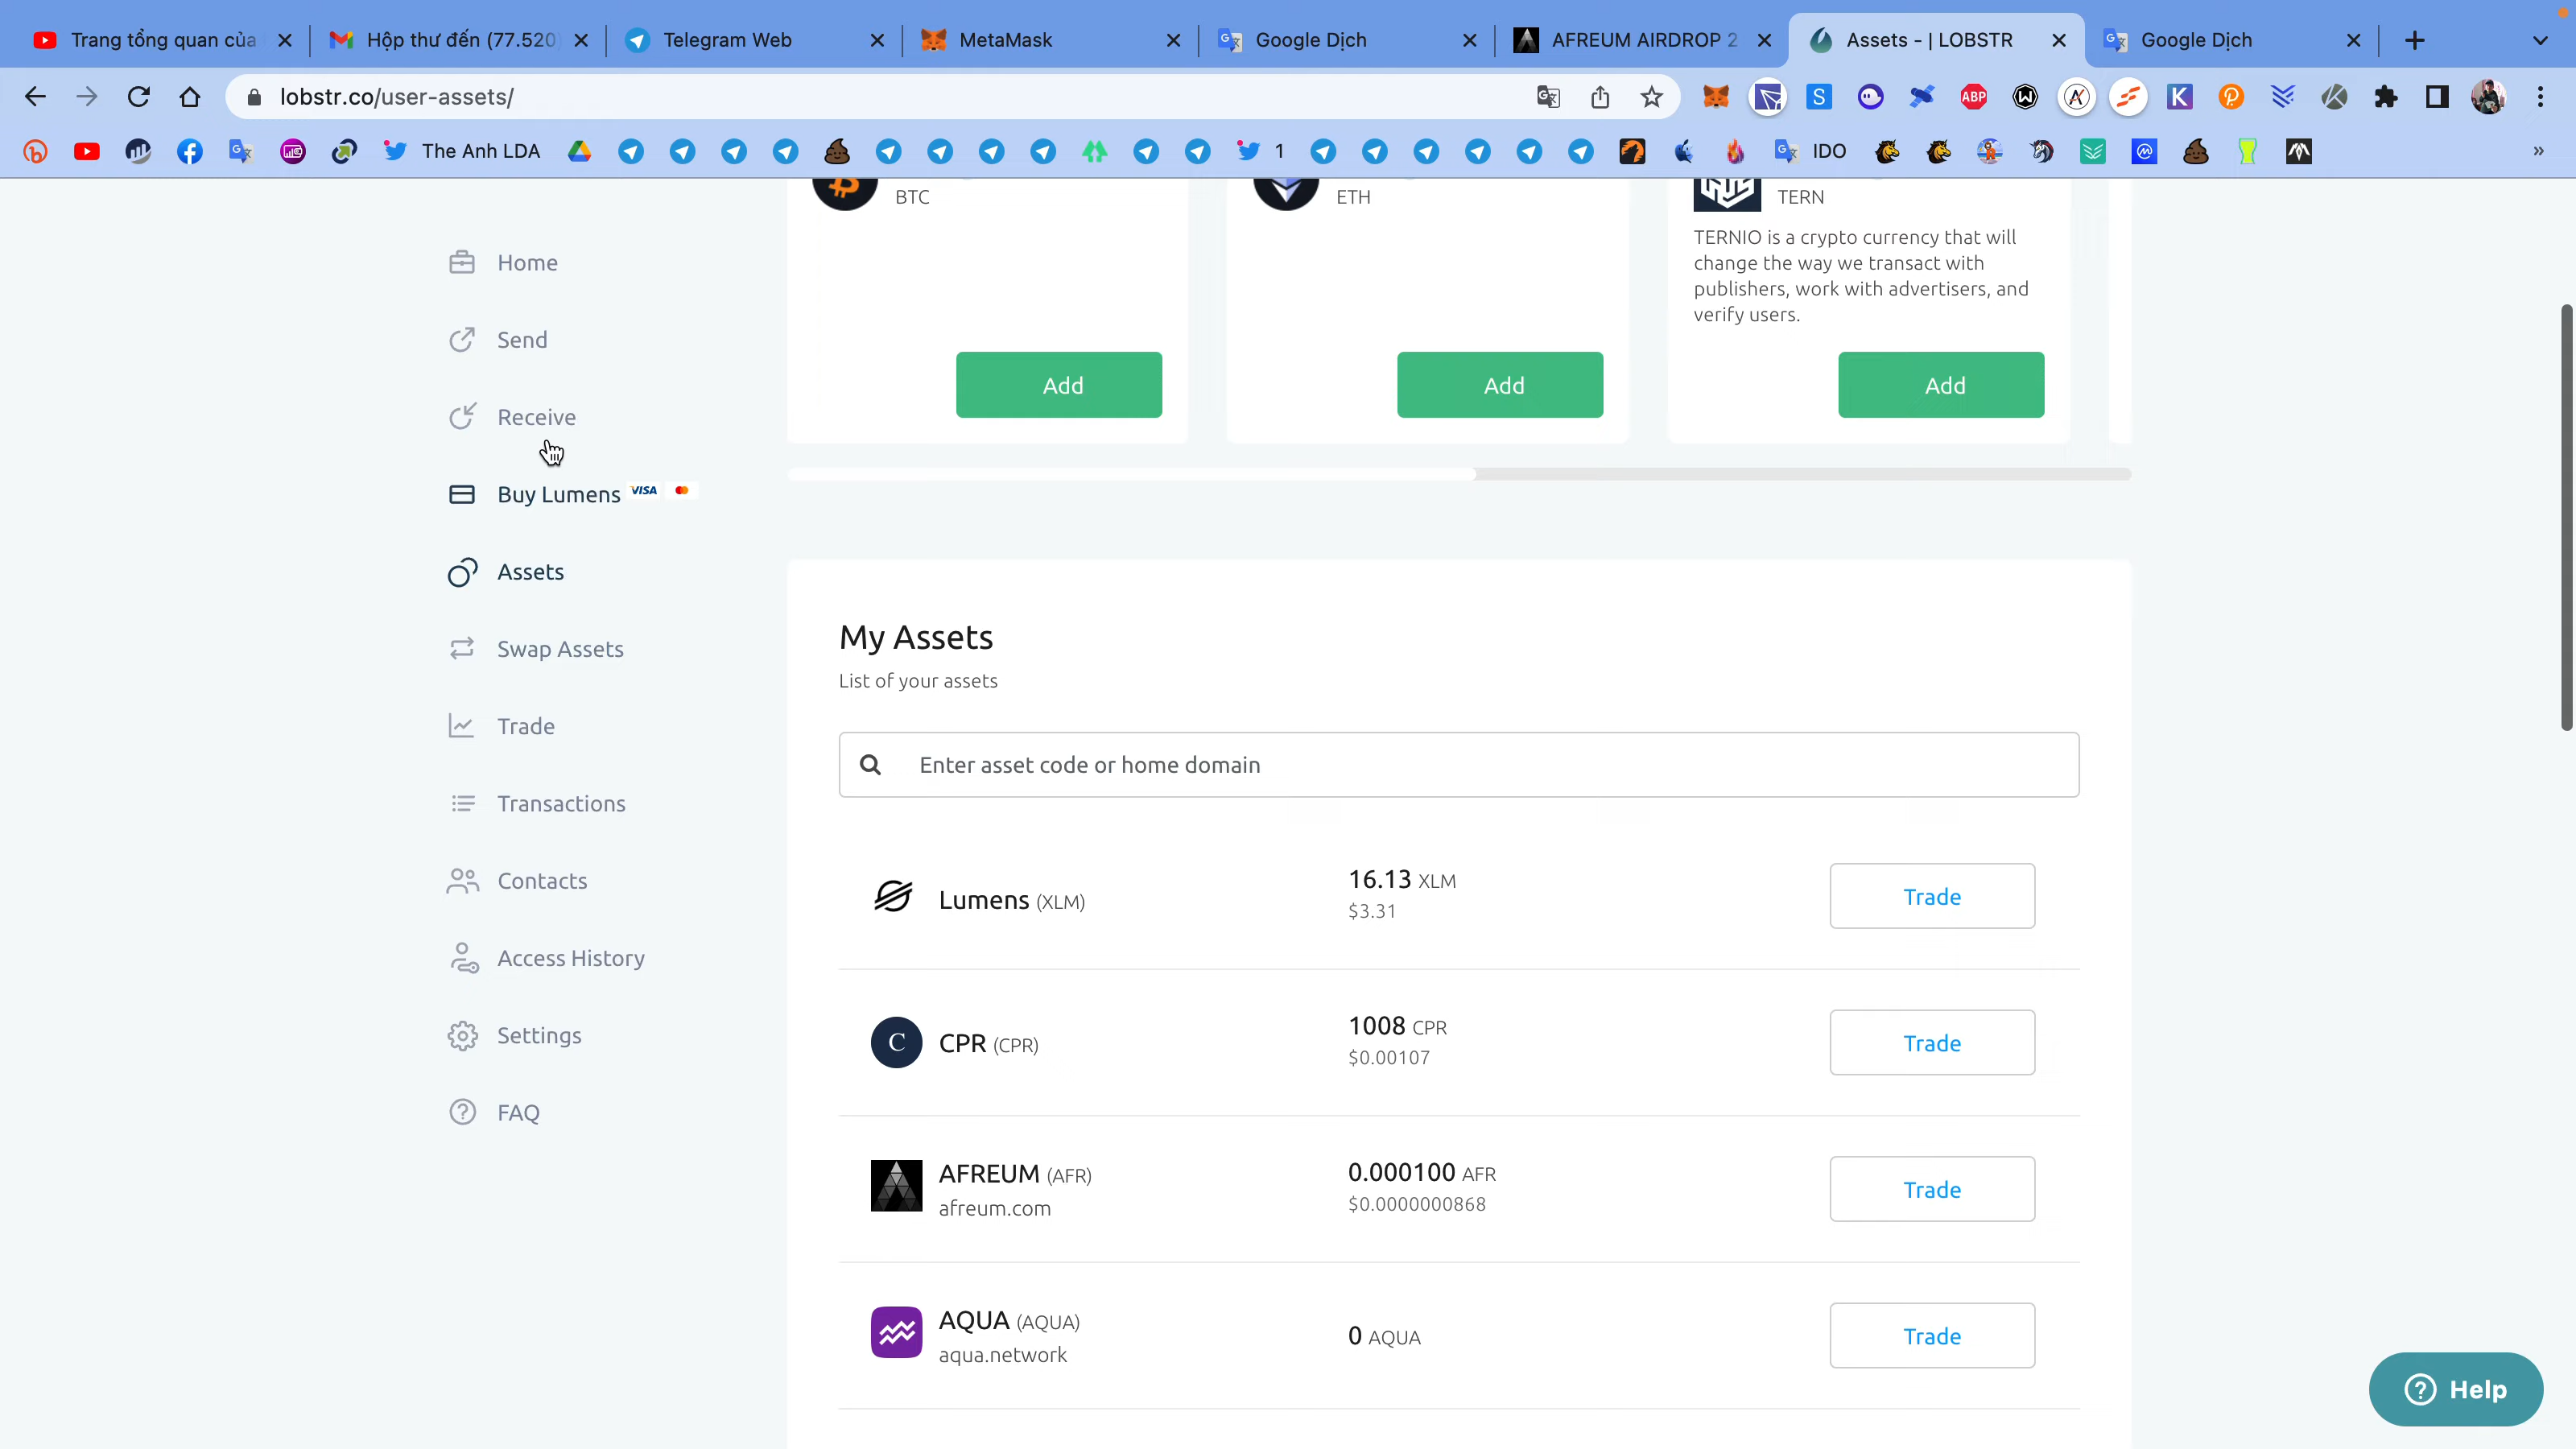 Trang tổng quan của
Hộp thư đến (77.520)
Telegram Web
MetaMask
Google Dịch
AFREUM AIRDROP 2
Assets - | LOBSTR
Google Dịch
lobstr.co/user-assets/
S
ABP
K
The Anh LDA
1
IDO
BTC
ETH
TERN
TERNIO is a crypto currency that will
change the way we transact with
publishers, work with advertisers, and
verify users.
Add
Add
Add
Home
Send
Receive
Buy Lumens VISA
Assets
Swap Assets
Trade
Transactions
Contacts
Access History
Settings
FAQ
My Assets
List of your assets
Enter asset code or home domain
Lumens (XLM)
16.13 XLM
$3.31
Trade
C
CPR (CPR)
1008 CPR
$0.00107
Trade
AFREUM (AFR)
afreum.com
0.000100 AFR
$0.0000000868
Trade
AQUA (AQUA)
aqua.network
0 AQUA
Trade
Help